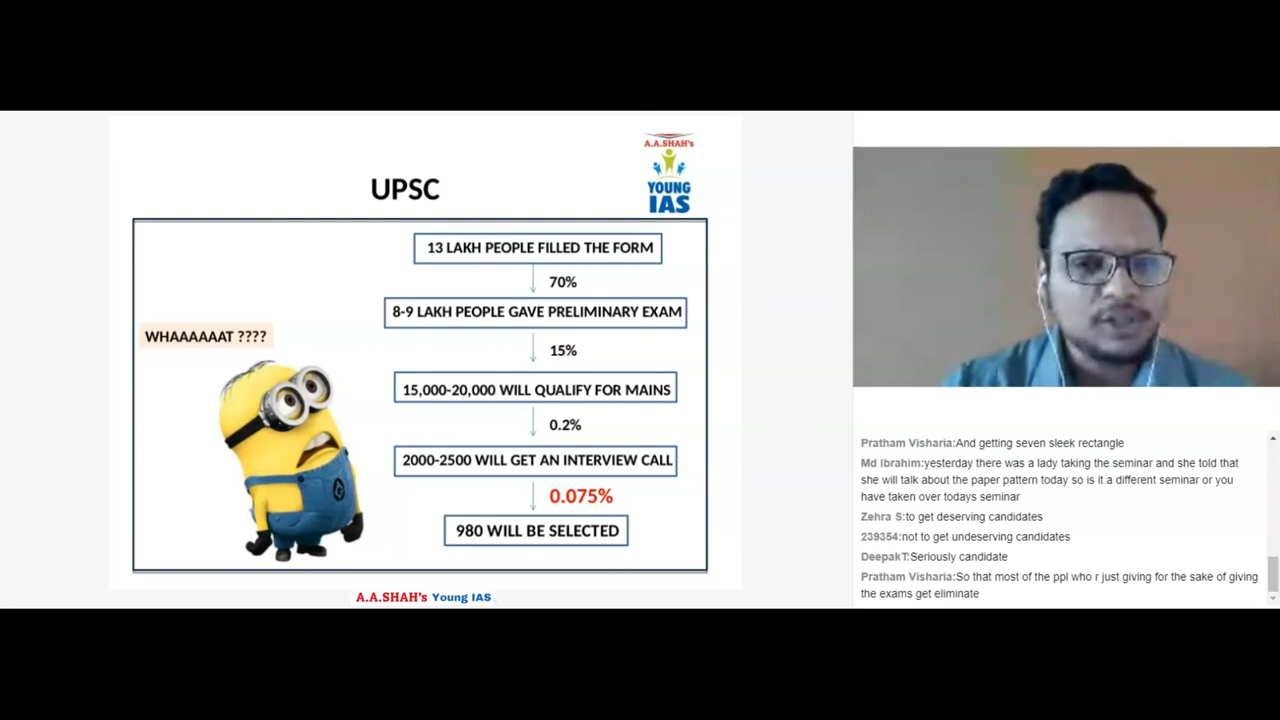 A.A.SHAH's
YOUNG
IAS
UPSC
13 LAKH PEOPLE FILLED THE FORM
70%
8-9 LAKH PEOPLE GAVE PRELIMINARY EXAM
WHAAAAAAT ????
15%
15,000-20,000 WILL QUALIFY FOR MAINS
0.2%
2000-2500 WILL GET AN INTERVIEW CALL
0.075%
980 WILL BE SELECTED
A.A.SHAH's Young IAS
Pratham Visharia:And getting seven sleek rectangle
Md ibrahim:yesterday there was a lady taking the seminar and she told that
she will talk about the paper pattern today so is it a different seminar or you
have taken over todays seminar
Zehra S:to get deserving candidates
239354:not to get undeserving candidates
DeepakT:Seriously candidate
Pratham Visharia:So that most of the ppl who r just giving for the sake of giving
the exams get eliminate